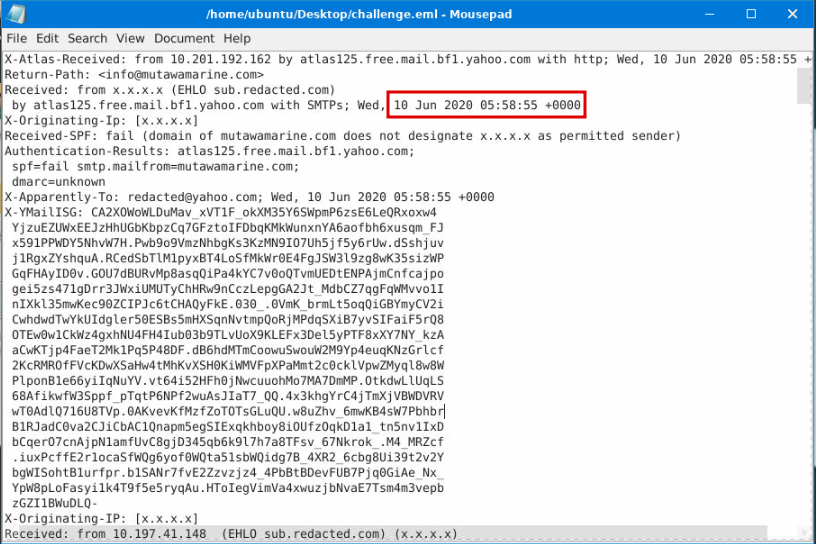 /home/ubuntu/Desktop/challenge.eml - Mousepad
File Edit Search View Document Help
X-Atlas-Received: from 10.201.192.162 by atlas125.free.mail.bf1.yahoo.com with http; Wed, 10 Jun 2020 05:58:55 +
Return-Path: <info@mutawamarine.com>
Received: from x.x.x.x (EHLO sub.redacted.com)
by atlas125.free.mail.bf1.yahoo.com with SMTPs; Wed, 10 Jun 2020 05:58:55 +0000
X-Originating-Ip: [x.x.x.x]
Received-SPF: fail (domain of mutawamarine.com does not designate x.x.x.x as permitted sender)
Authentication-Results: atlas125.free.mail.bf1.yahoo.com;
spf=fail smtp.mailfrom=mutawamarine.com;
dmarc=unknown
X-Apparently-To: redacted@yahoo.com; Wed, 10 Jun 2020 05:58:55 +0000
X-YMailISG: CA2XOWoWLDuMav_xVT1F_okXM35Y6SWpmP6zsE6LeQRxoxw4
YjzuEZUWxEEJzHhUGbKbpzCq7GFztoIFDbqKMkWunxnYA6aofbh6xusqm_FJ
x591PPWDY5NhvW7H.Pwb9o9VmzNhbgKs3KzMN9IO7Uh5jf5y6rUw.dSshjuv
j1RgxZYshquA.RCedSbTlM1pyxBT4LoSfMkWr0E4FgJSW3l9zg8wK35sizWP
GqFHAyID0v.GOU7dBURvMp8asqQiPa4kYC7v0oQTvmUEDtENPAjmCnfcajpo
gei5zs471gDrr3JWxiUMUTyChHRw9nCczLepgGA2Jt_MdbCZ7qgFqWMvvo1I
nIXkl35mwKec90ZCIPJc6tCHAQyFkE.030_.0VmK_brmLt5oqQiGBYmyCV2i
CwhdwdTwYkUIdgler50ESBs5mHXSqnNvtmpQoRjMPdqSXiB7yvSIFaiF5rQ8
OTEw0w1CkWz4gxhNU4FH4Iub03b9TLvUoX9KLEFx3Del5yPTF8xXY7NY_kzA
aCwKTjp4FaeT2Mk1Pq5P48DF.dB6hdMTmCoowuSwouW2M9Yp4euqKNzGrlcf
2KcRMROfFVcKDwXSaHw4tMhKvXSH0KiWMVFpXPaMmt2c0cklVpwZMyql8w8W
PlponB1e66yiIqNuYV.vt64i52HFh0jNwcuuohMo7MA7DmMP.OtkdwLlUqLS
68AfikwfW3Sppf_pTqtP6NPf2wuAsJIaT7_QQ.4x3khgYrC4jTmXjVBWDVRV
wT0AdlQ716U8TVp.0AKvevKfMzfZoTOTsGLuQU.w8uZhv_6mwKB4sW7Pbhbr
B1RJadC0va2CJiCbAC1Qnapm5egSIExqkhboy8iOUfzOqkD1a1_tn5nv1IxD
bCqerO7cnAjpN1amfUvC8gjD345qb6k9l7h7a8TFsv_67Nkrok_.M4_MRZcf
.iuxPcffE2r1ocaSfWQg6yof0WQta51sbWQidg7B_4XR2_6cbg8Ui39t2v2Y
bgWISohtB1urfpr.b1SANr7fvE2Zzvzjz4_4PbBtBDevFUB7Pjq0GiAe_Nx_
YpW8pLoFasyi1k4T9f5e5ryqAu.HToIegVimVa4xwuzjbNvaE7Tsm4m3vepb
zGZI1BWuDLQ-
X-Originating-IP: [x.x.x.x]
Received: from 10.197.41.148  (EHLO sub.redacted.com) (x.x.x.x)